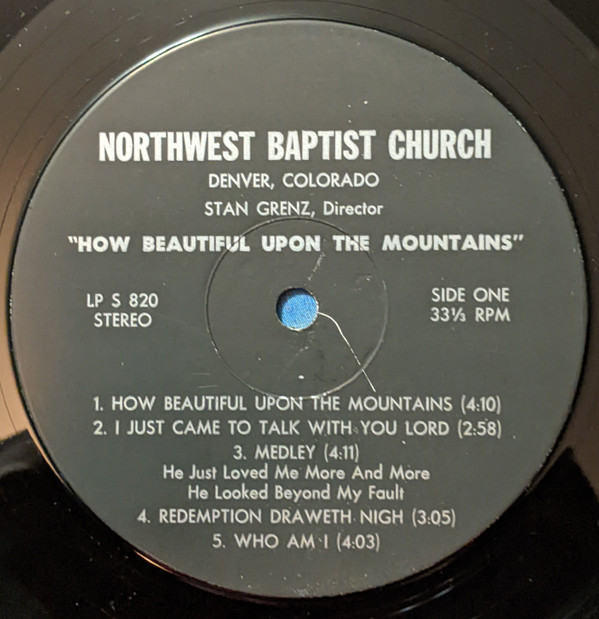 NORTHWEST BAPTIST CHURCH
DENVER, COLORADO
STAN GRENZ, Director
"HOW BEAUTIFUL UPON THE MOUNTAINS"
LP S 820
STEREO
SIDE ONE
33⅓ RPM
1. HOW BEAUTIFUL UPON THE MOUNTAINS (4:10)
2. I JUST CAME TO TALK WITH YOU LORD (2:58)
3. MEDLEY (4:11)
He Just Loved Me More And More
He Looked Beyond My Fault
4. REDEMPTION DRAWETH NIGH (3:05)
5. WHO AM I (4:03)